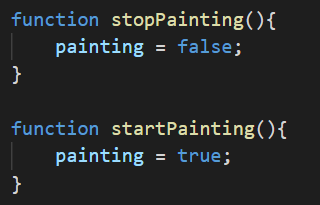 function stopPainting(){
    painting = false;
}
function startPainting(){
    painting = true;
}